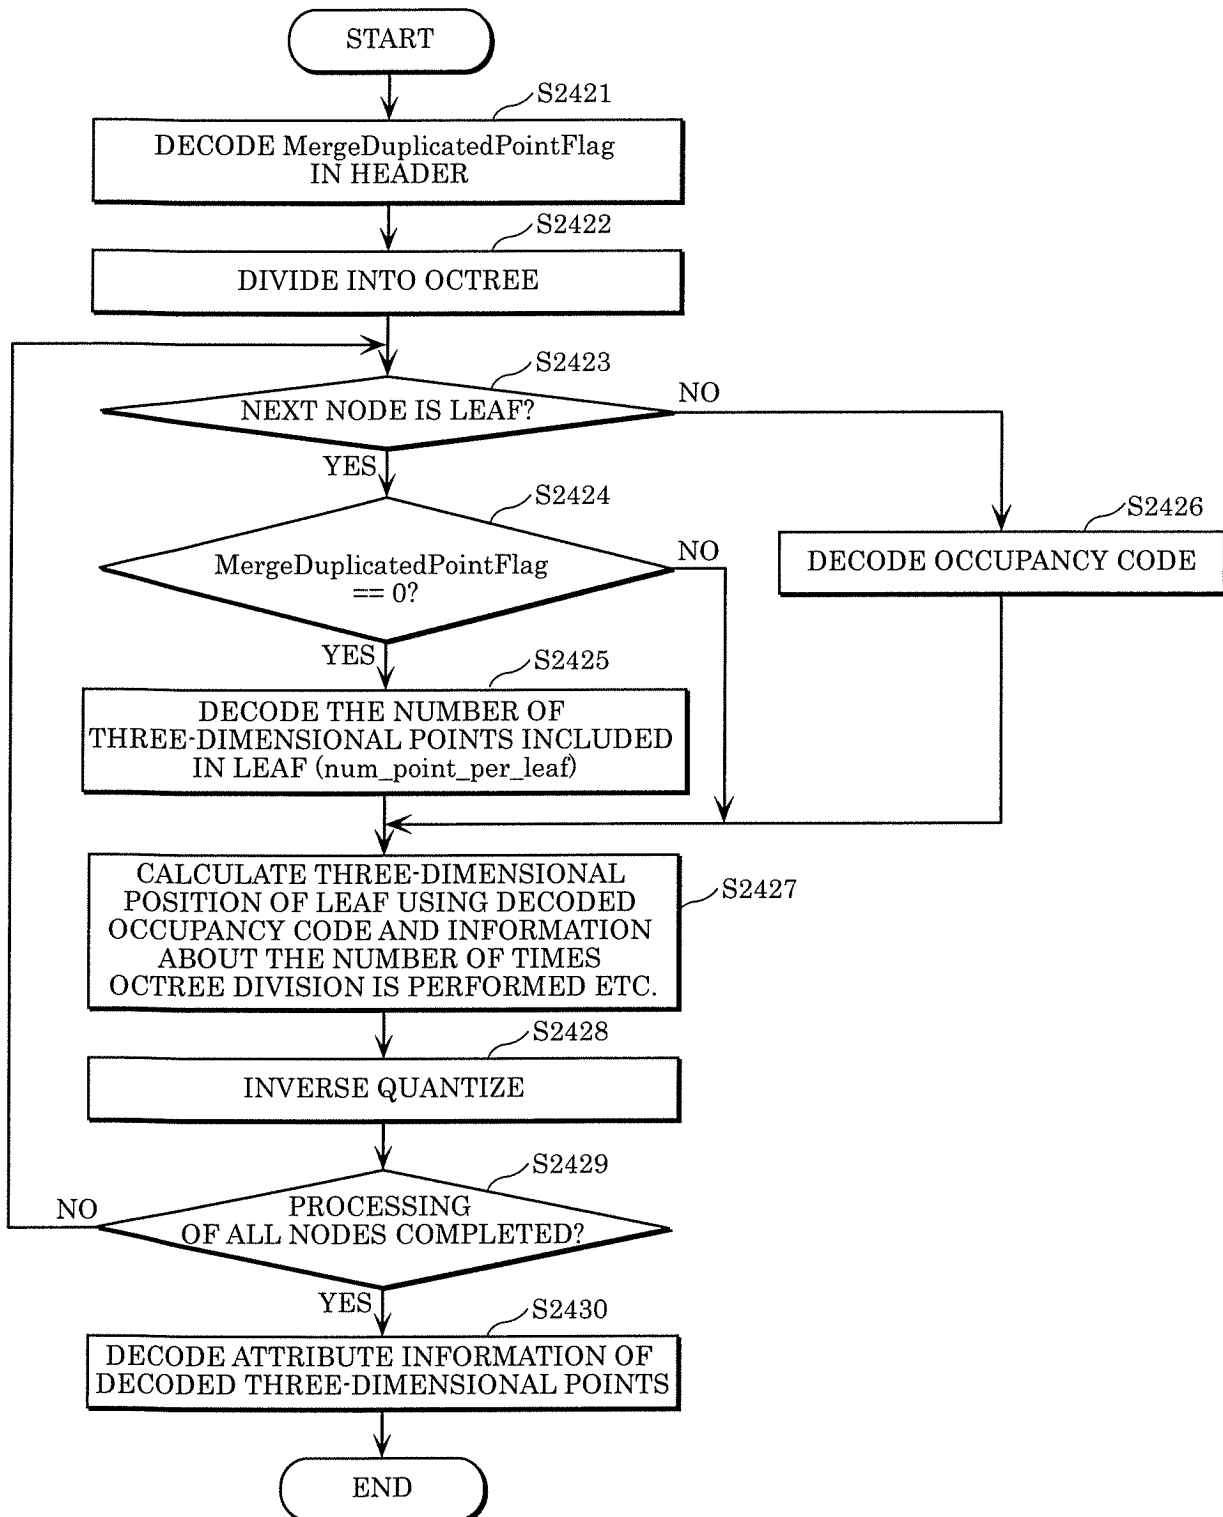 START
S2421
DECODE MergeDuplicatedPointFlag
IN HEADER
S2422
DIVIDE INTO OCTREE
S2423
NEXT NODE IS LEAF?
NO
YES
S2424
MergeDuplicatedPointFlag
== 0?
NO
S2426
DECODE OCCUPANCY CODE
YES
S2425
DECODE THE NUMBER OF
THREE-DIMENSIONAL POINTS INCLUDED
IN LEAF (num_point_per_leaf)
CALCULATE THREE-DIMENSIONAL
POSITION OF LEAF USING DECODED
OCCUPANCY CODE AND INFORMATION
ABOUT THE NUMBER OF TIMES
OCTREE DIVISION IS PERFORMED ETC.
S2427
S2428
INVERSE QUANTIZE
S2429
PROCESSING
OF ALL NODES COMPLETED?
NO
YES
S2430
DECODE ATTRIBUTE INFORMATION OF
DECODED THREE-DIMENSIONAL POINTS
END